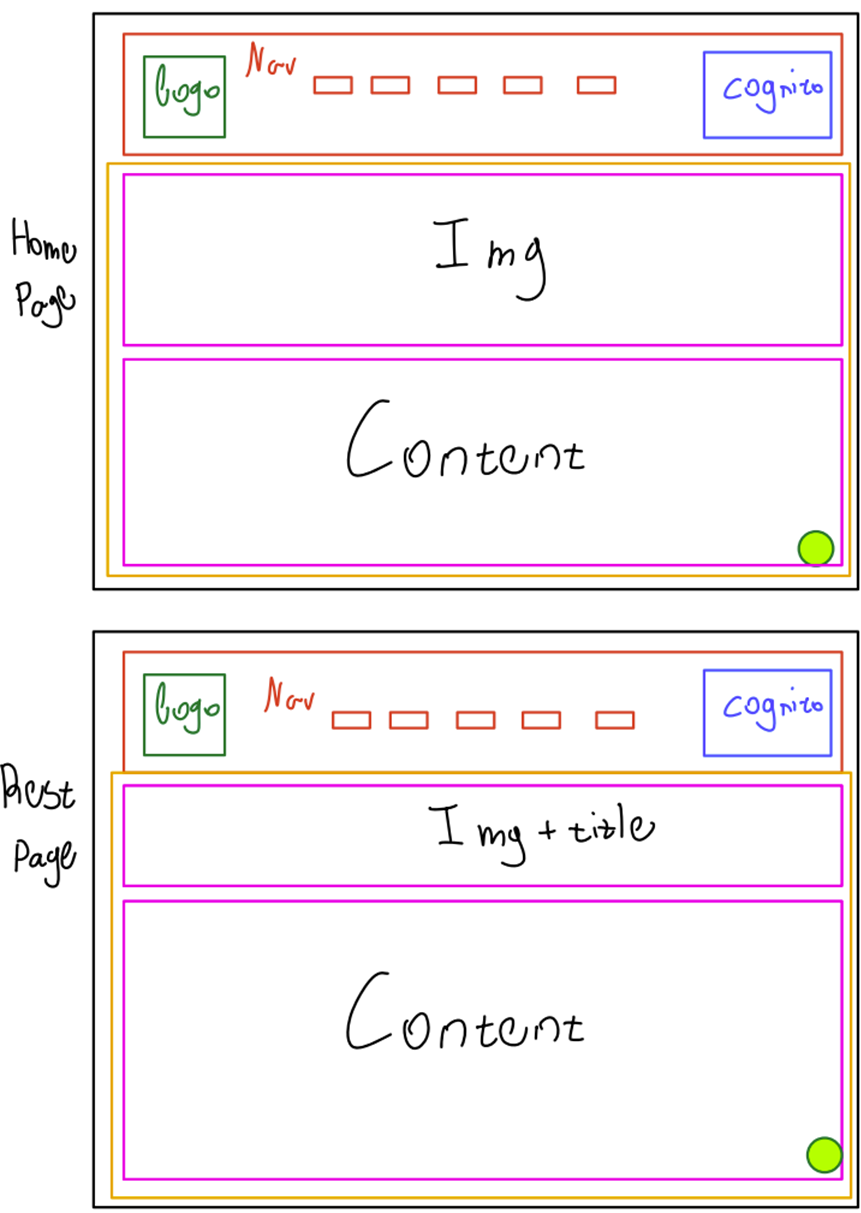 Logo
Nav
cognito
Home
Page
Img
Content
Logo
Nav
cognito
Rest
Page
Img + title
Content